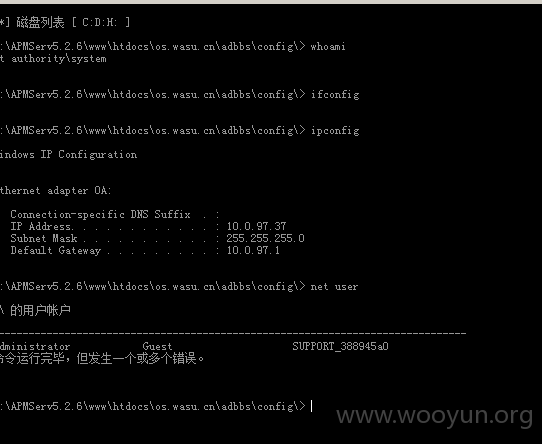 *] 磁盘列表 [ C:D:H: ]
:\APMServ5.2.6\www\htdocs\os.wasu.cn\adbbs\config\> whoami
t authority\system
:\APMServ5.2.6\www\htdocs\os.wasu.cn\adbbs\config\> ifconfig
:\APMServ5.2.6\www\htdocs\os.wasu.cn\adbbs\config\> ipconfig
indows IP Configuration
thernet adapter OA:
Connection-specific DNS Suffix . :
IP Address. . . . . . . . . . . . : 10.0.97.37
Subnet Mask . . . . . . . . . . . : 255.255.255.0
Default Gateway . . . . . . . . . : 10.0.97.1
:\APMServ5.2.6\www\htdocs\os.wasu.cn\adbbs\config\> net user
\ 的用户帐户
-------------------------------------------------------------------------------
dministrator Guest SUPPORT_388945a0
命令运行完毕，但发生一个或多个错误。
:\APMServ5.2.6\www\htdocs\os.wasu.cn\adbbs\config\>
www.wooyun.org